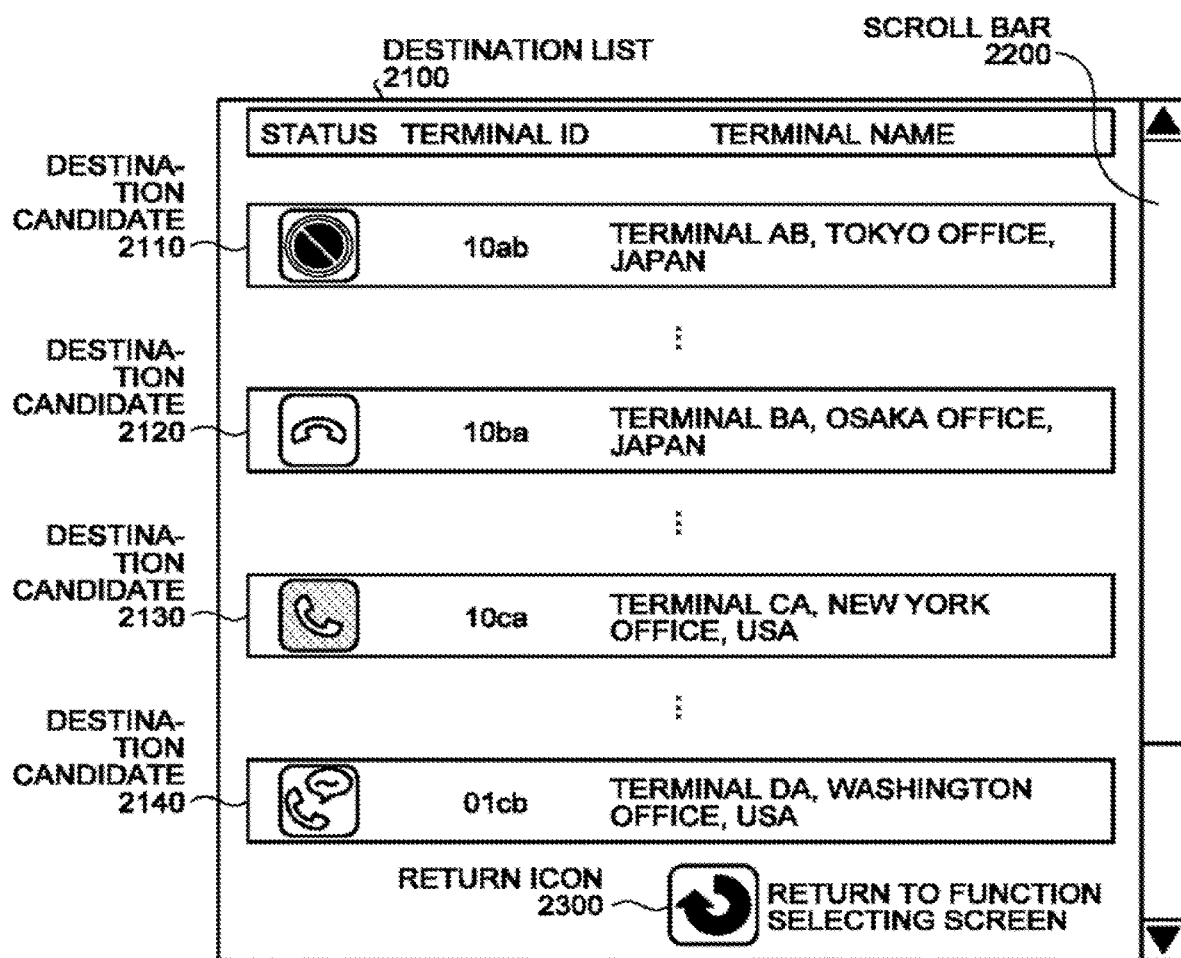 SCROLL BAR
2200
DESTINATION LIST
2100
STATUS TERMINAL ID TERMINAL NAME
DESTINA-
TION
CANDIDATE
2110
10ab
TERMINAL AB, TOKYO OFFICE,
JAPAN
DESTINA-
TION
CANDIDATE
2120
10ba
TERMINAL BA, OSAKA OFFICE,
JAPAN
DESTINA-
TION
CANDIDATE
2130
10ca
TERMINAL CA, NEW YORK
OFFICE, USA
DESTINA-
TION
CANDIDATE
2140
01cb
TERMINAL DA, WASHINGTON
OFFICE, USA
RETURN ICON
2300
RETURN TO FUNCTION
SELECTING SCREEN